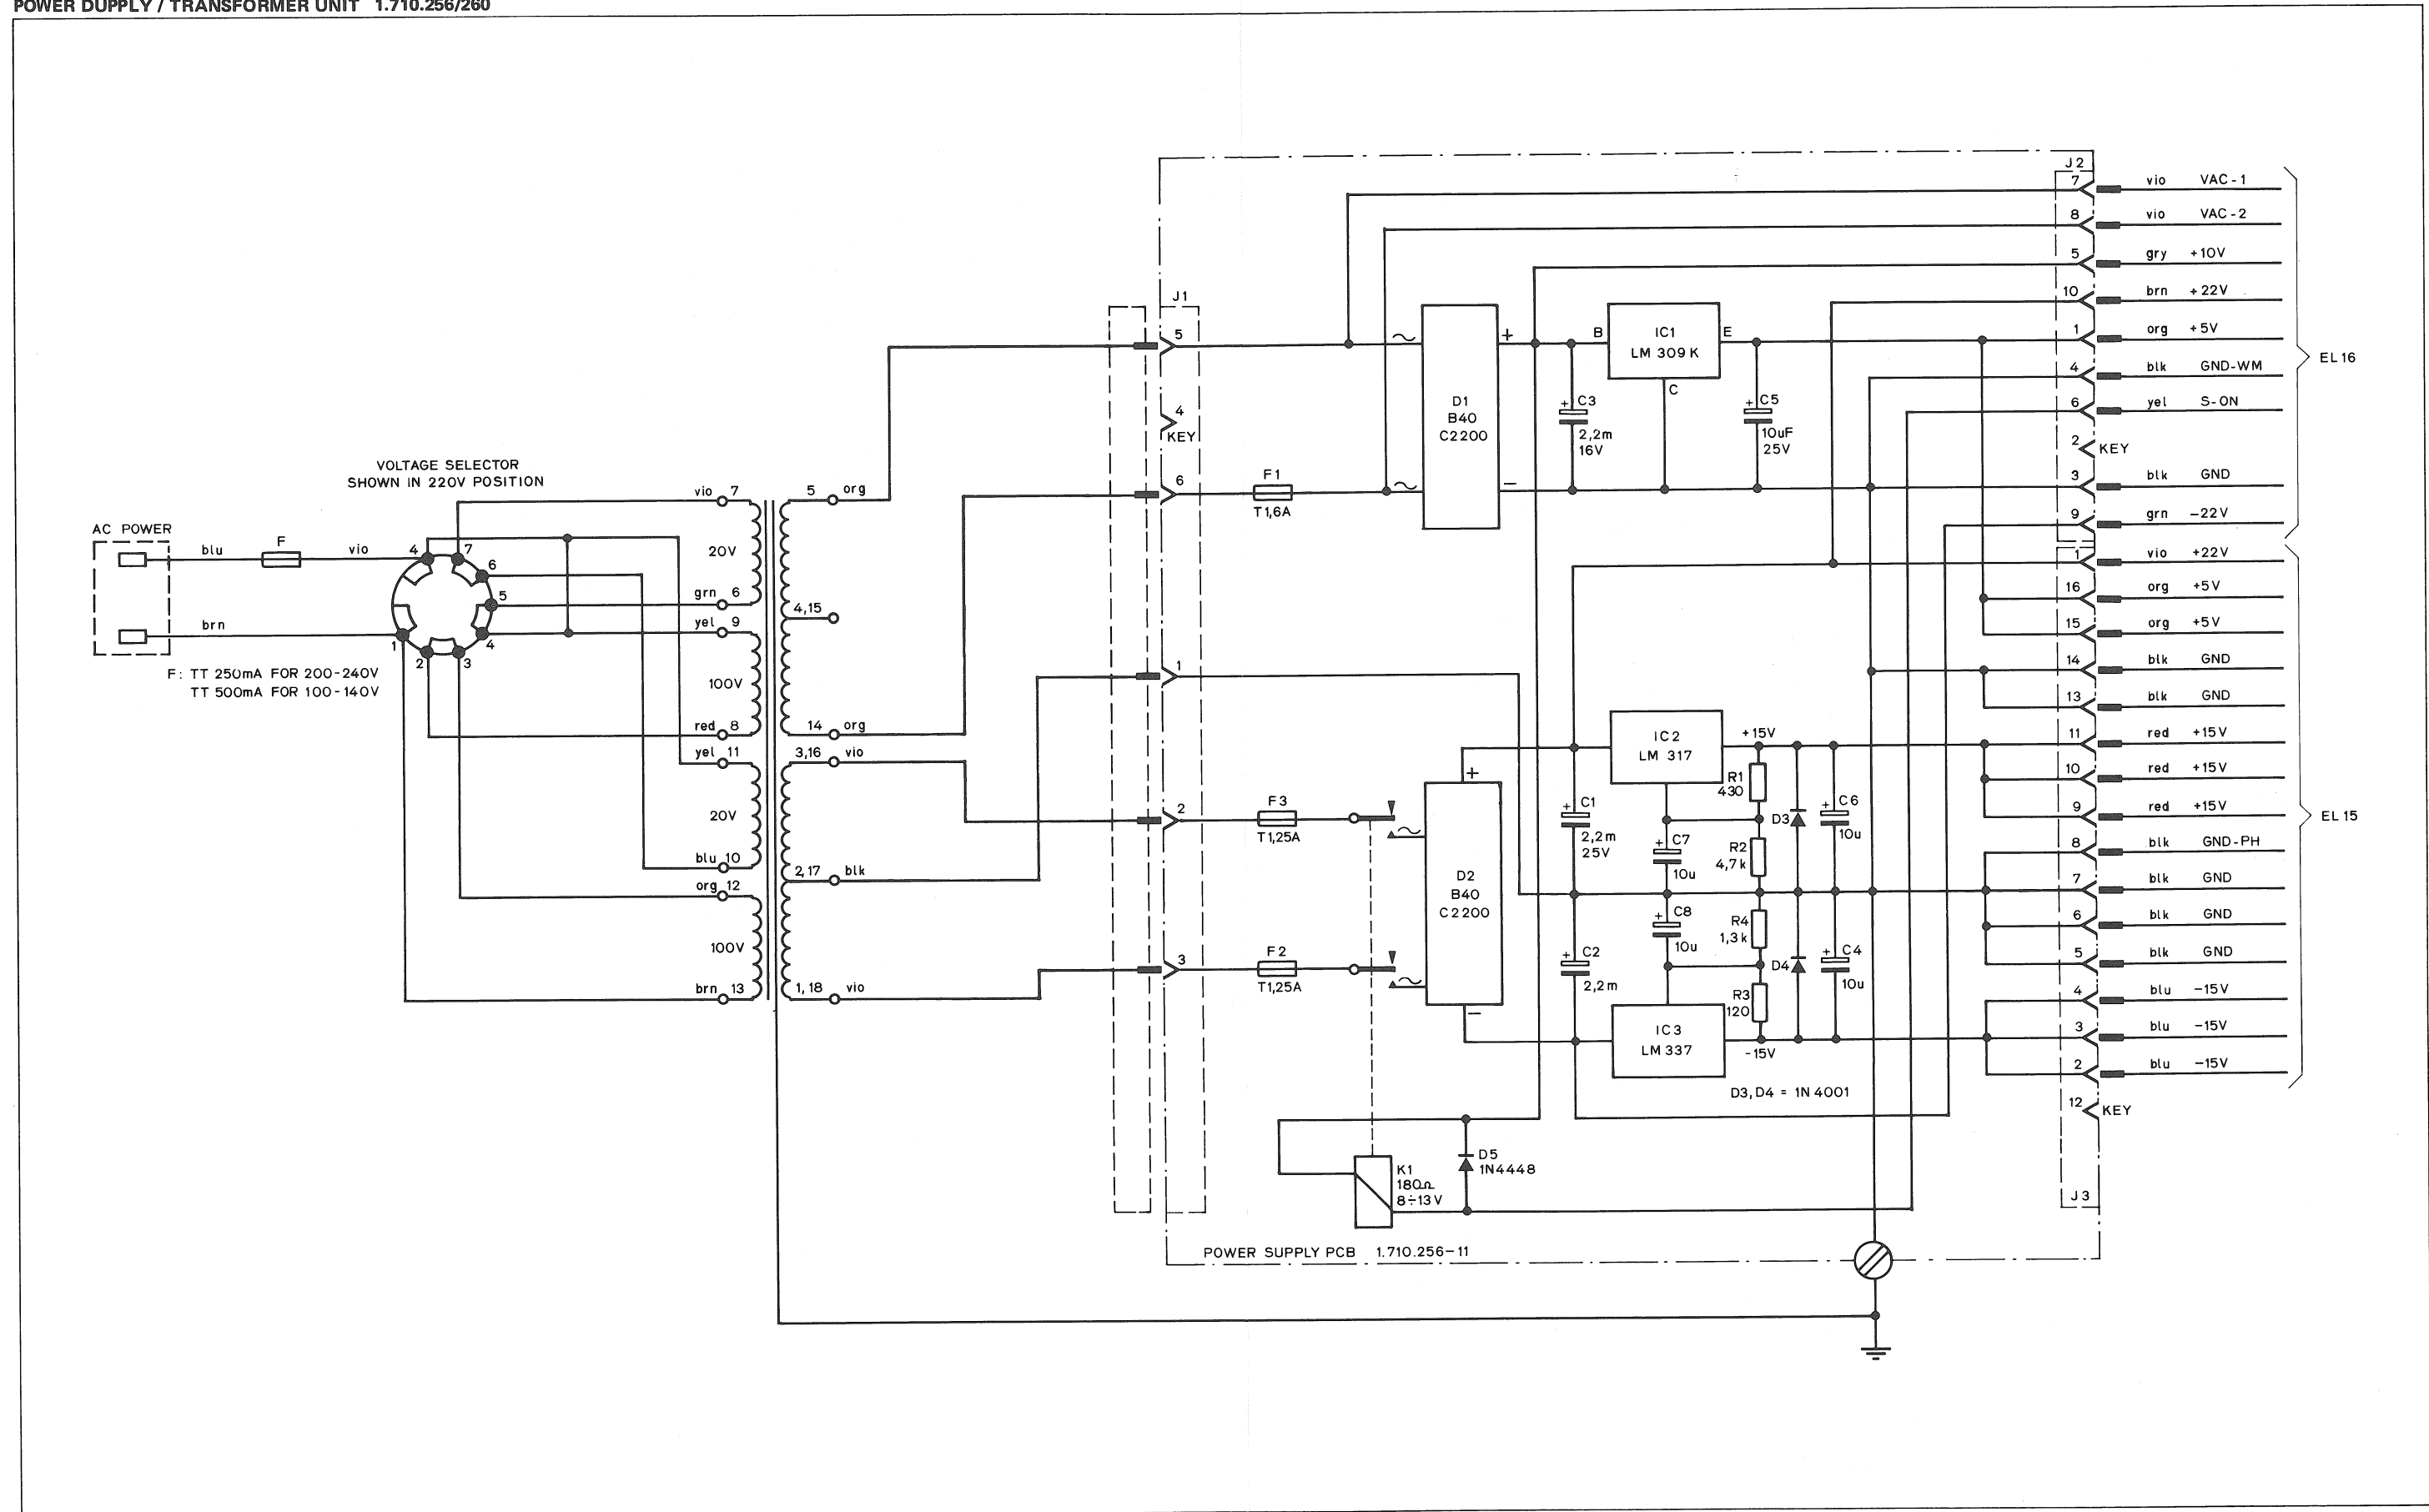 POWER DUPPLY / TRANSFORMER UNIT 1.710.256/260
J2
7 vio VAC-1
8 vio VAC-2
5 gry +10V
10 brn +22V
1 org +5V
4 blk GND-WM
6 yel S-ON
2 KEY
3 blk GND
9 grn -22V
EL16
1 vio +22V
16 org +5V
15 org +5V
14 blk GND
13 blk GND
11 red +15V
10 red +15V
9 red +15V
8 blk GND-PH
7 blk GND
6 blk GND
5 blk GND
4 blu -15V
3 blu -15V
2 blu -15V
12 KEY
J3
EL15
J1
5
4
KEY
6
1
2
3
F1
T1,6A
F3
T1,25A
F2
T1,25A
D1
B40
C2200
+
−
B
IC1
LM 309K
E
C
+ C3
2,2m
16V
+ C5
10uF
25V
D2
B40
C2200
+
−
IC2
LM 317
+15V
R1
430
+ C1
2,2m
25V
+ C7
10u
R2
4,7k
D3
+ C6
10u
+ C8
10u
R4
1,3k
+ C2
2,2m
D4
+ C4
10u
R3
120
IC3
LM 337
-15V
D3,D4 = 1N 4001
D5
1N4448
K1
180Ω
8÷13V
POWER SUPPLY PCB 1.710.256-11
VOLTAGE SELECTOR
SHOWN IN 220V POSITION
AC POWER
blu F vio
brn
4
7
6
5
4
3
2
1
F: TT 250mA FOR 200-240V
TT 500mA FOR 100-140V
vio 7
20V
grn 6
yel 9
100V
red 8
yel 11
20V
blu 10
org 12
100V
brn 13
5 org
4,15
14 org
3,16 vio
2,17 blk
1,18 vio